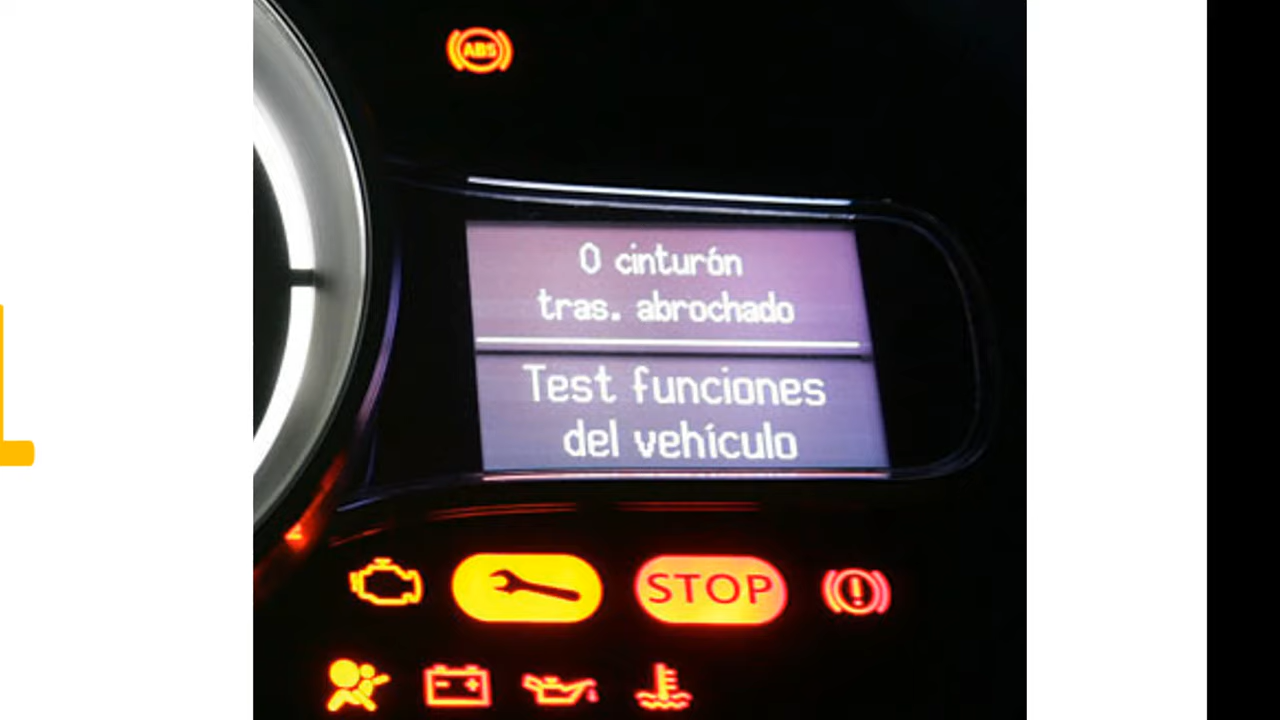 ABS
0 cinturón
tras. abrochado
Test funciones
del vehículo
STOP